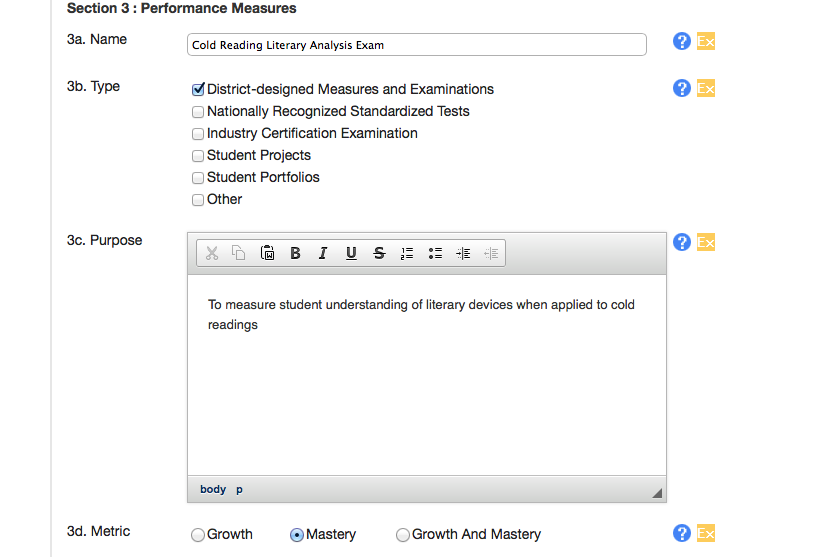 Section 3 : Performance Measures
3a. Name
Cold Reading Literary Analysis Exam
? Ex
3b. Type
District-designed Measures and Examinations
? Ex
Nationally Recognized Standardized Tests
Industry Certification Examination
Student Projects
Student Portfolios
Other
3c. Purpose
? Ex
B I U S
To measure student understanding of literary devices when applied to cold
readings
body p
3d. Metric
Growth Mastery Growth And Mastery
? Ex